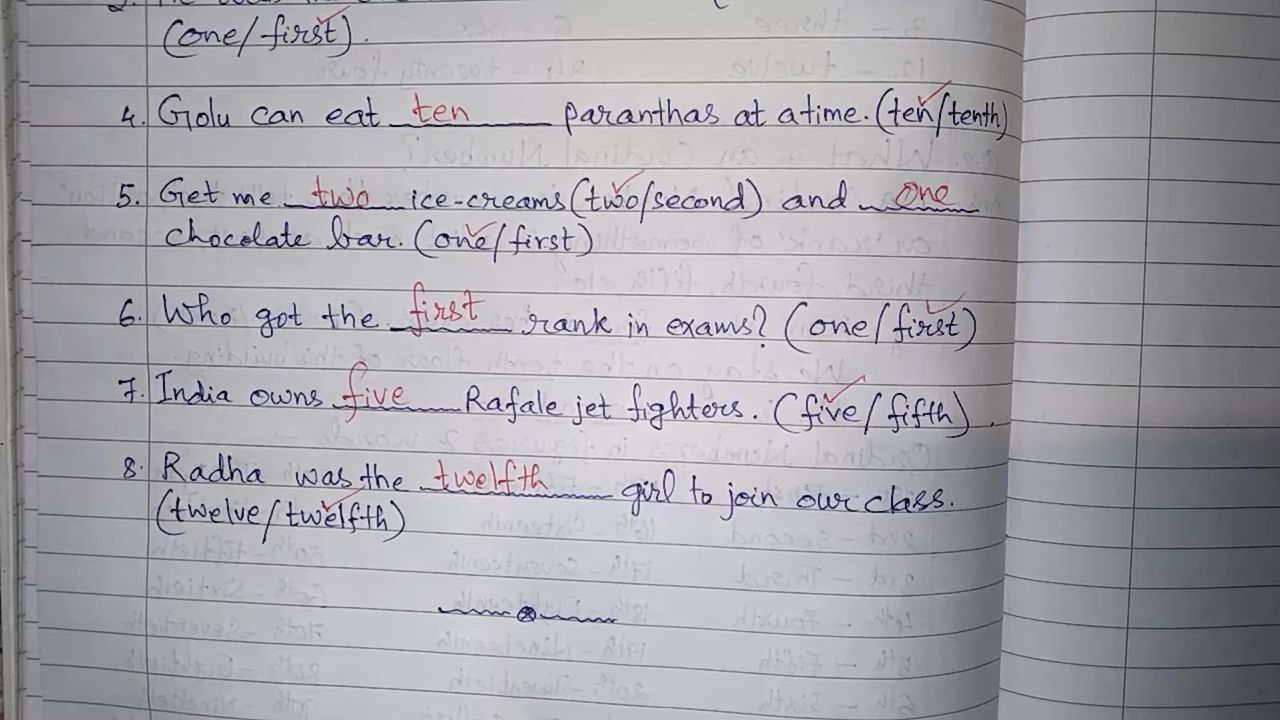 (one/first).
4. Golu can eat ten paranthas at a time. (ten/tenth)
5. Get me two ice-creams (two/second) and one
chocolate bar. (one/first)
6. Who got the first rank in exams? (one/first)
7. India owns five Rafale jet fighters. (five/fifth).
8. Radha was the twelfth girl to join our class.
(twelve/twelfth)